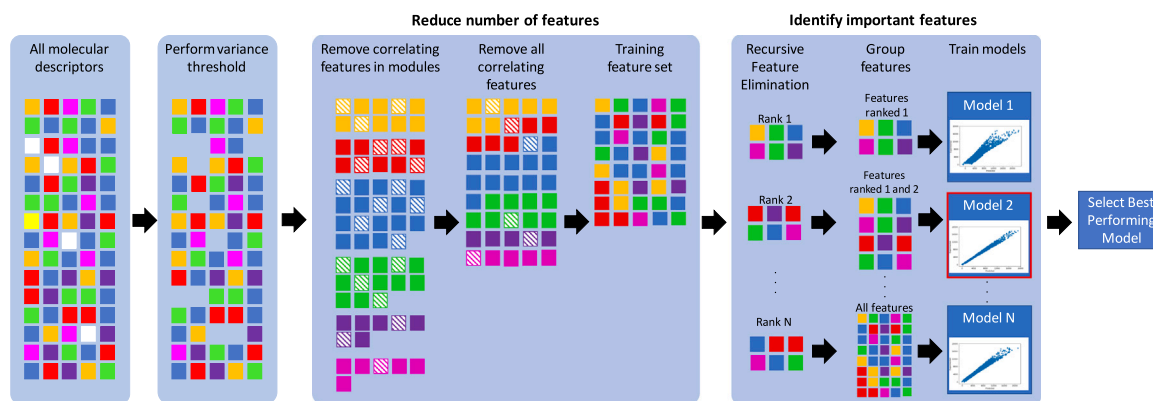 Reduce number of features
Identify important features
All molecular
descriptors
Perform variance
threshold
Remove correlating
features in modules
Remove all
correlating
features
Training
feature set
Recursive
Feature
Elimination
Group
features
Train models
Rank 1
Features
ranked 1
Model 1
Rank 2
Features
ranked 1 and 2
Model 2
Rank N
All features
Model N
Select Best
Performing
Model